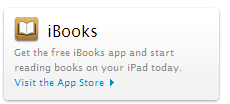 iBooks
Get the free iBooks app and start
reading books on your iPad today.
Visit the App Store